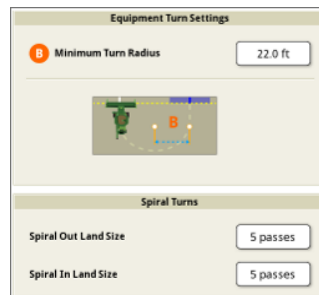 Equipment Turn Settings
B Minimum Turn Radius 22.0 ft
B
Spiral Turns
Spiral Out Land Size 5 passes
Spiral In Land Size 5 passes